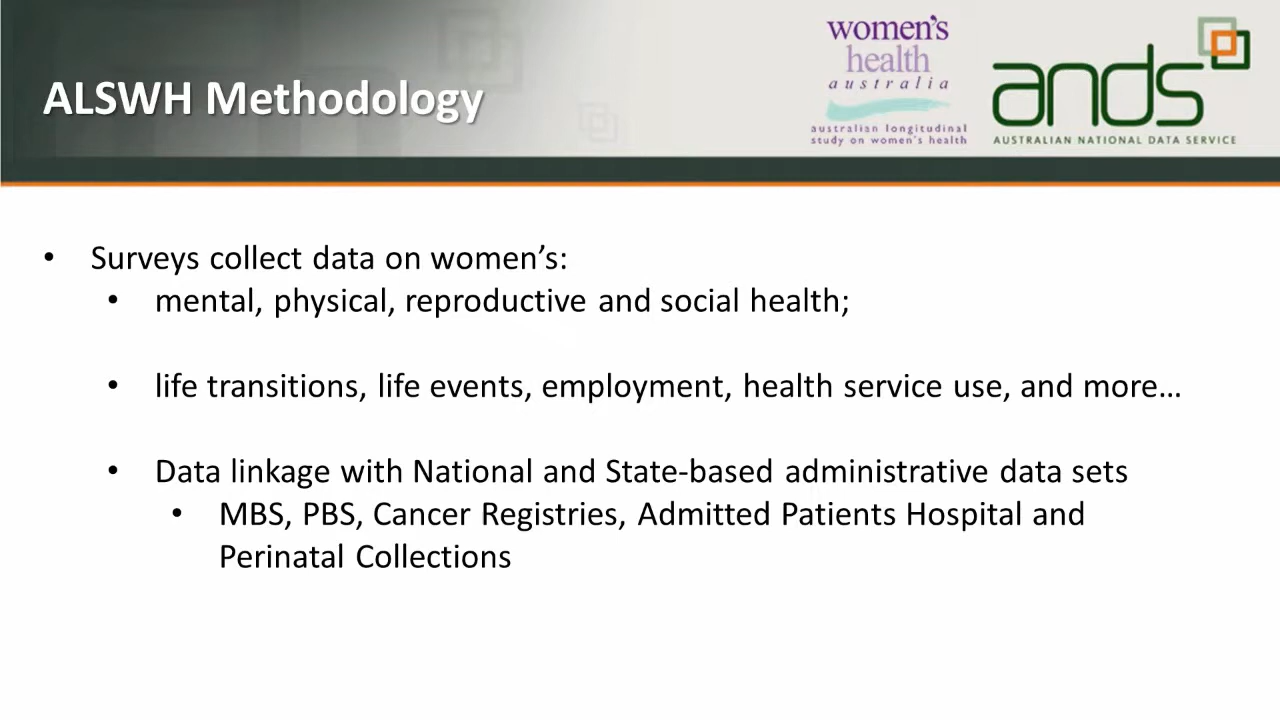 ALSWH Methodology
women's
health
australia
australian longitudinal
study on women's health
ands
AUSTRALIAN NATIONAL DATA SERVICE
• Surveys collect data on women’s:
• mental, physical, reproductive and social health;
• life transitions, life events, employment, health service use, and more…
• Data linkage with National and State-based administrative data sets
• MBS, PBS, Cancer Registries, Admitted Patients Hospital and
Perinatal Collections